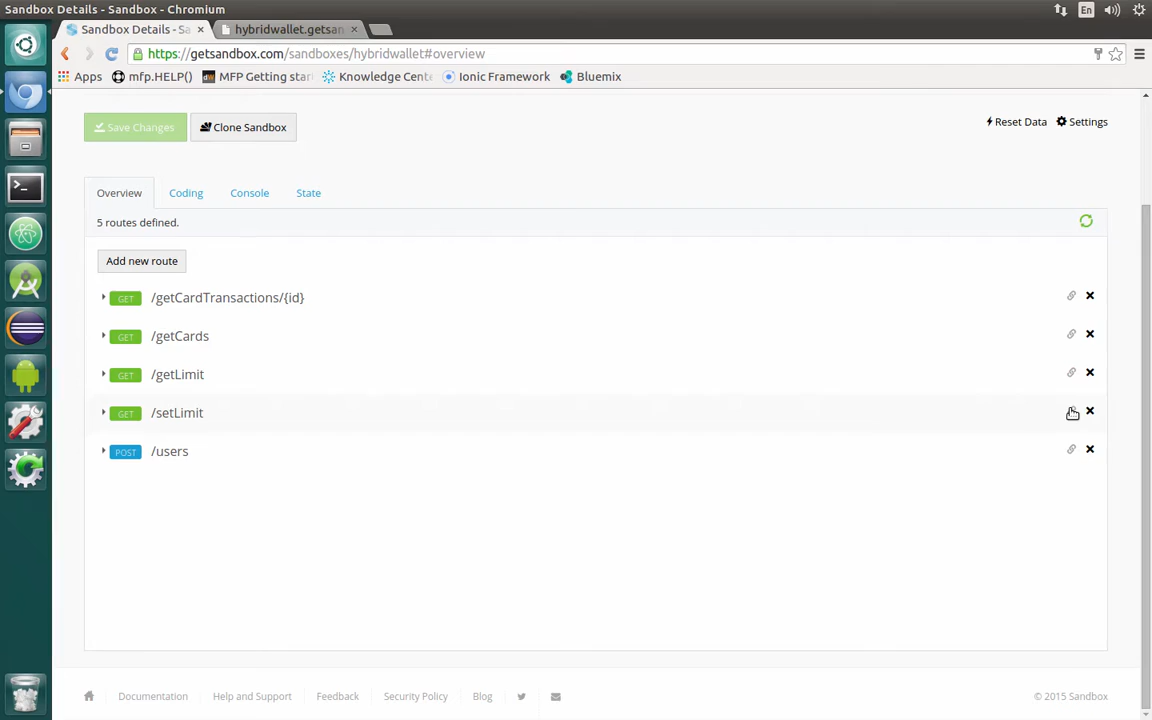 Sandbox Details - Sandbox - Chromium
En
Sandbox Details - Sa
hybridwallet.getsan
https://getsandbox.com/sandboxes/hybridwallet#overview
Apps mfp.HELP() MFP Getting star Knowledge Cente Ionic Framework Bluemix
Save Changes Clone Sandbox Reset Data Settings
Overview Coding Console State
5 routes defined.
Add new route
GET /getCardTransactions/{id}
GET /getCards
GET /getLimit
GET /setLimit
POST /users
Documentation Help and Support Feedback Security Policy Blog © 2015 Sandbox